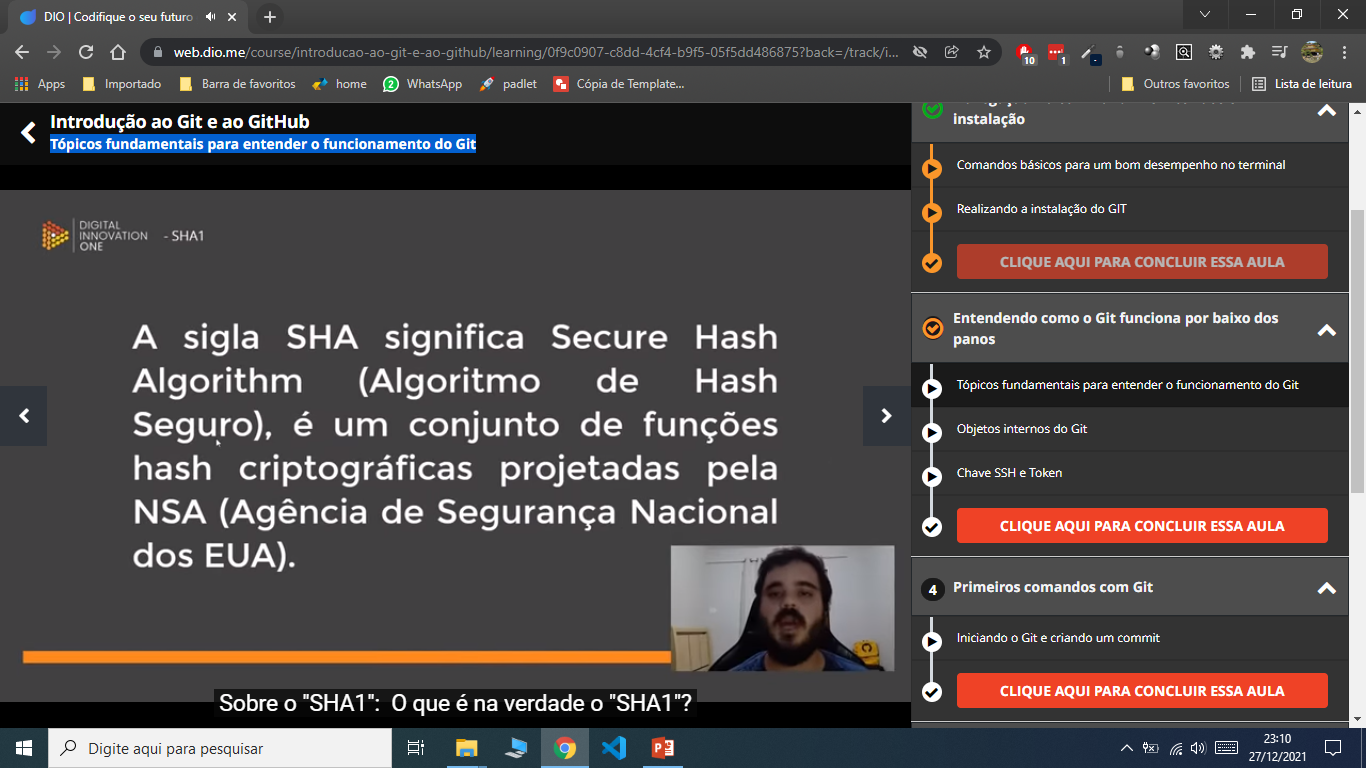 DIO | Codifique o seu futuro
web.dio.me/course/introducao-ao-git-e-ao-github/learning/0f9c0907-c8dd-4cf4-b9f5-05f5dd486875?back=/track/i...
10
1
Apps
Importado
Barra de favoritos
home
2
WhatsApp
padlet
Cópia de Template...
Outros favoritos
Lista de leitura
Introdução ao Git e ao GitHub
Tópicos fundamentais para entender o funcionamento do Git
DIGITAL
INNOVATION
ONE
- SHA1
A sigla SHA significa Secure Hash
Algorithm (Algoritmo de Hash
Seguro), é um conjunto de funções
hash criptográficas projetadas pela
NSA (Agência de Segurança Nacional
dos EUA).
Sobre o "SHA1": O que é na verdade o "SHA1"?
instalação
Comandos básicos para um bom desempenho no terminal
Realizando a instalação do GIT
CLIQUE AQUI PARA CONCLUIR ESSA AULA
Entendendo como o Git funciona por baixo dos
panos
Tópicos fundamentais para entender o funcionamento do Git
Objetos internos do Git
Chave SSH e Token
CLIQUE AQUI PARA CONCLUIR ESSA AULA
4
Primeiros comandos com Git
Iniciando o Git e criando um commit
CLIQUE AQUI PARA CONCLUIR ESSA AULA
Digite aqui para pesquisar
23:10
27/12/2021